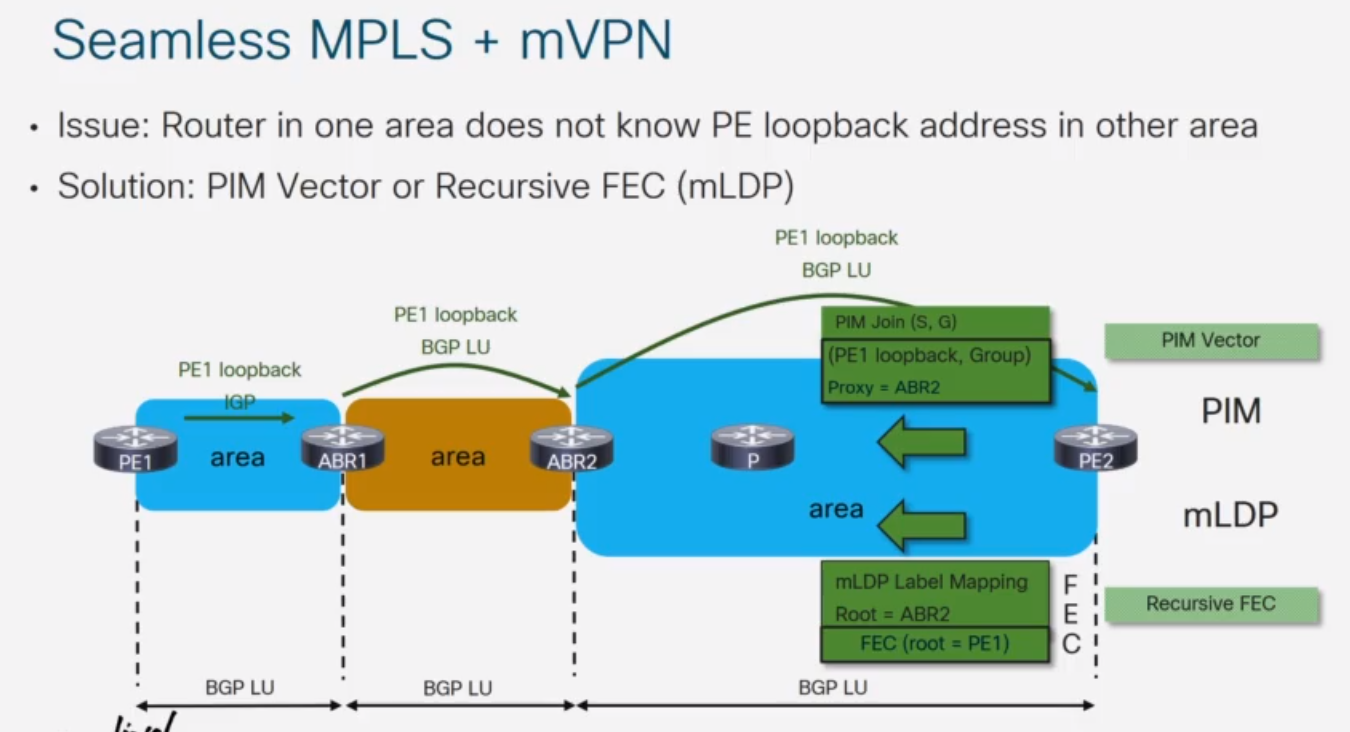 Seamless MPLS + mVPN
• Issue: Router in one area does not know PE loopback address in other area
• Solution: PIM Vector or Recursive FEC (mLDP)
PE1 loopback
BGP LU
PE1 loopback
BGP LU
PE1 loopback
IGP
PIM Join (S, G)
(PE1 loopback, Group)
Proxy = ABR2
PIM Vector
PIM
PE1
area
ABR1
area
ABR2
P
PE2
area
mLDP
mLDP Label Mapping
Root = ABR2
FEC (root = PE1)
F
E
C
Recursive FEC
BGP LU
BGP LU
BGP LU